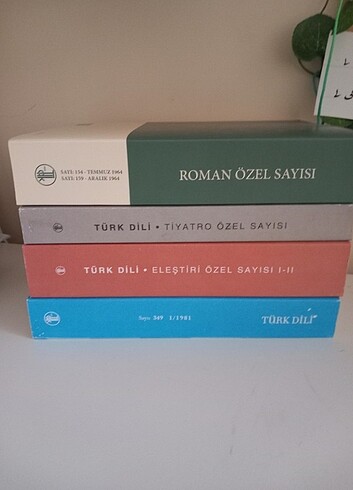 SAYI: 154 - TEMMUZ 1964
SAYI: 159 - ARALIK 1964
ROMAN ÖZEL SAYISI
TÜRK DİLİ • TİYATRO ÖZEL SAYISI
TÜRK DİLİ • ELEŞTİRİ ÖZEL SAYISI I-II
Sayı: 349 1/1981
TÜRK DİLİ